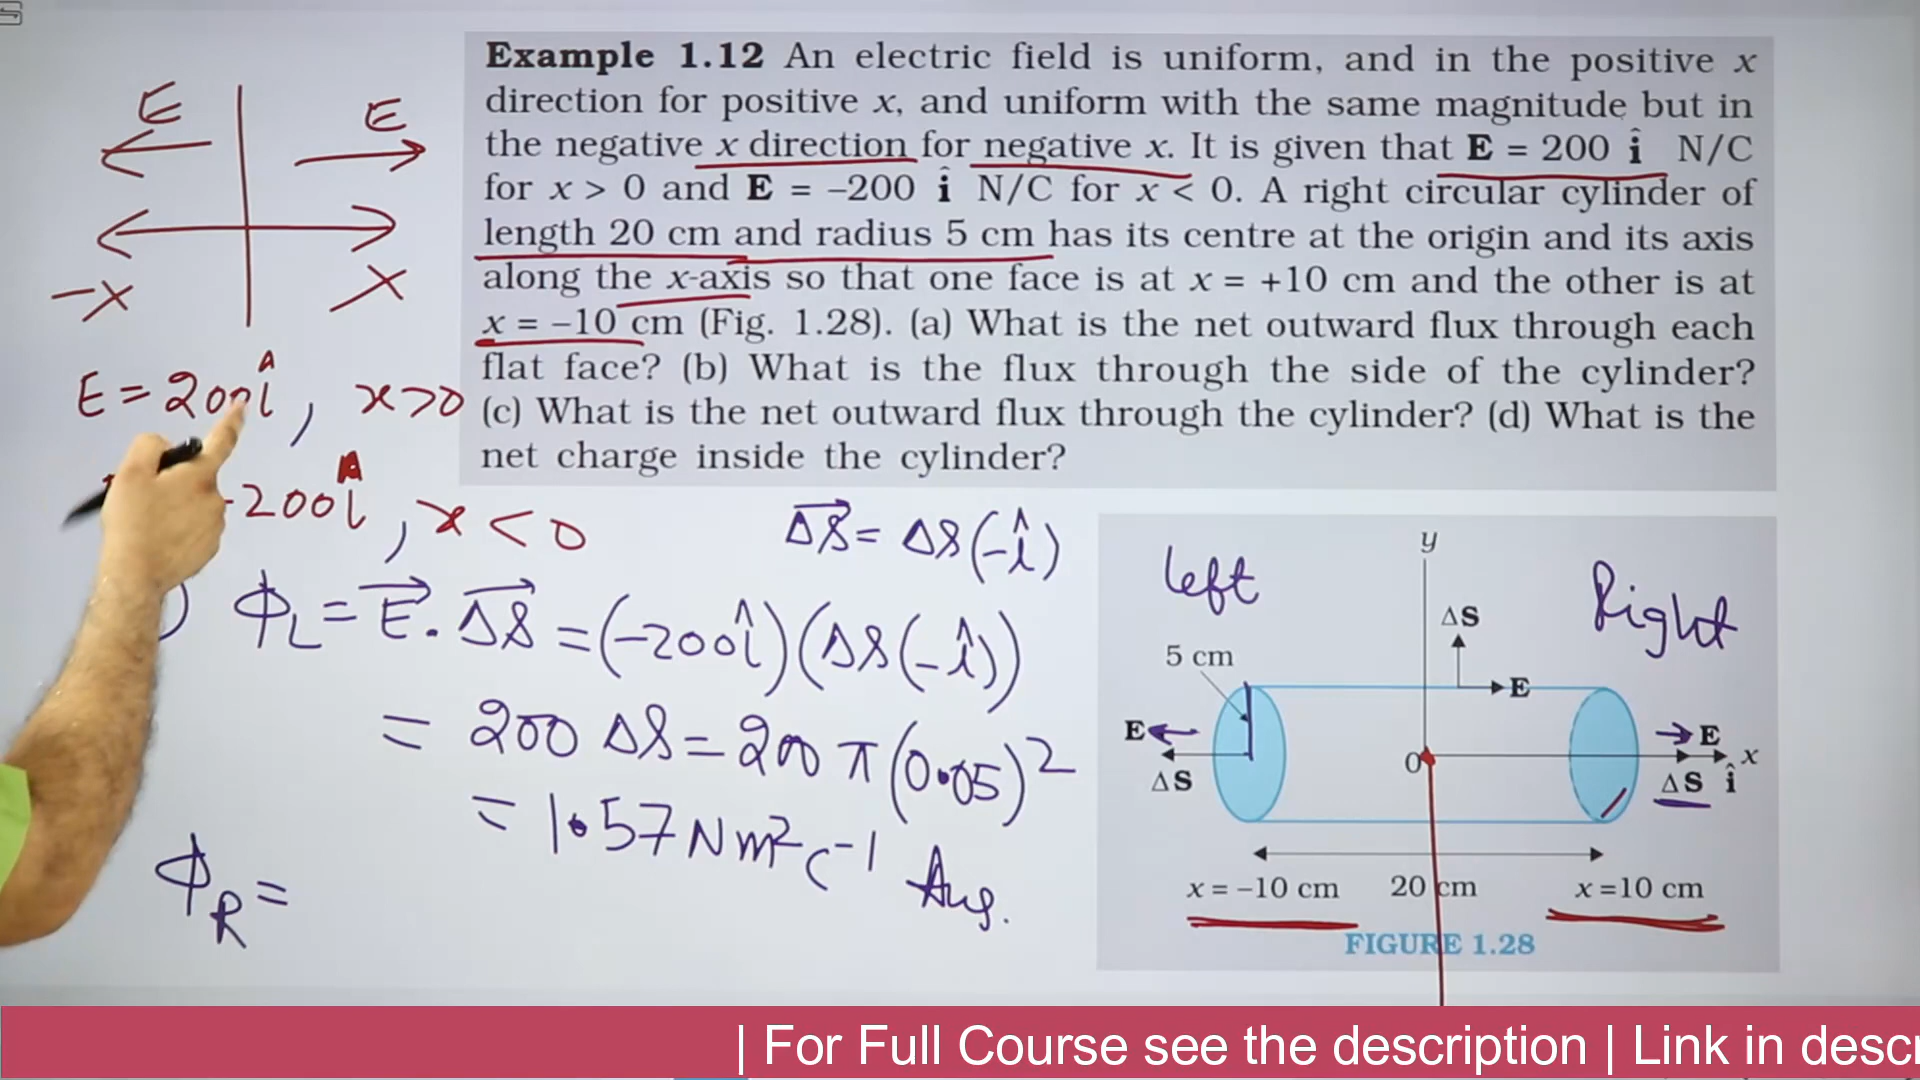 Example 1.12 An electric field is uniform, and in the positive x
direction for positive x, and uniform with the same magnitude but in
the negative x direction for negative x. It is given that E = 200 î N/C
for x > 0 and E = –200 î N/C for x < 0. A right circular cylinder of
length 20 cm and radius 5 cm has its centre at the origin and its axis
along the x-axis so that one face is at x = +10 cm and the other is at
x = –10 cm (Fig. 1.28). (a) What is the net outward flux through each
flat face? (b) What is the flux through the side of the cylinder?
(c) What is the net outward flux through the cylinder? (d) What is the
net charge inside the cylinder?
E E
-x x
E = 200î, x>0
-200î, x<0
ΔS⃗ = ΔS(-î)
ϕL = E⃗ . ΔS⃗ = (-200î)(ΔS(-î))
= 200 ΔS = 200 π(0.05)²
= 1.57 Nm²C⁻¹ Ans.
ϕR =
left
Right
y
ΔS
5 cm
E
E
E
x
O
ΔS
ΔS î
x = –10 cm 20 cm x =10 cm
FIGURE 1.28
| For Full Course see the description | Link in descr